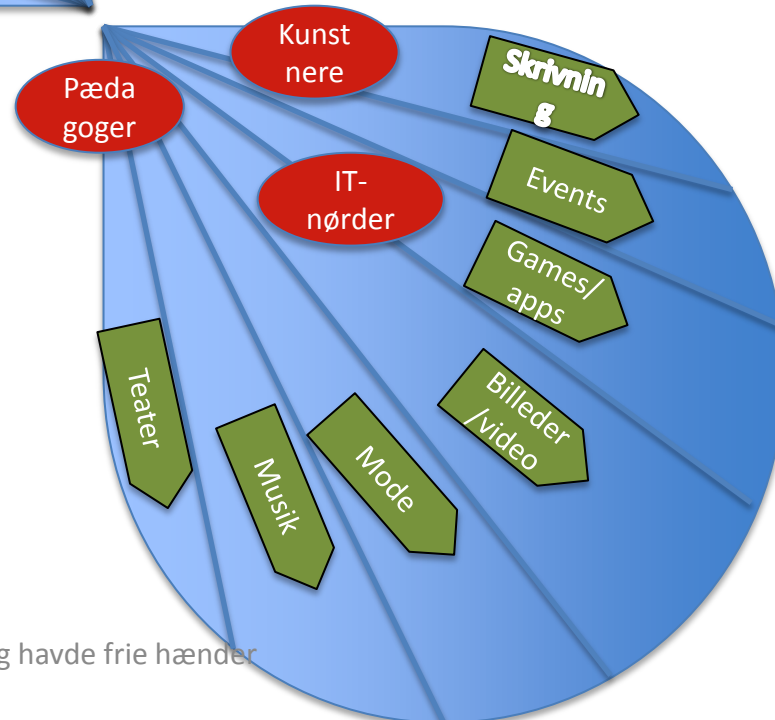 Kunst
nere
Pæda
goger
IT-
nørder
Skrivnin
g
Events
Games/
apps
Billeder
/video
Mode
Musik
Teater
g havde frie hænder